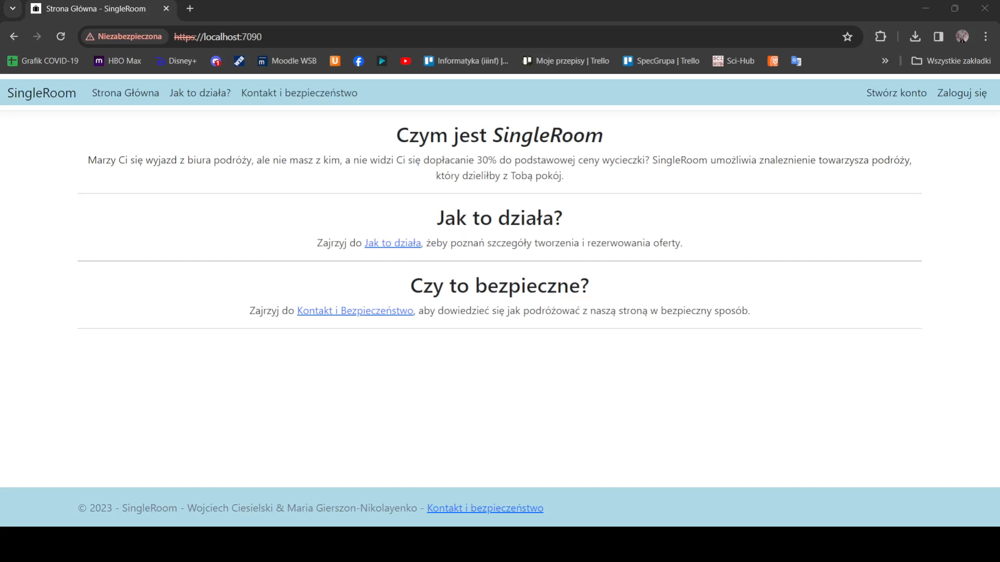 Strona Główna - SingleRoom
Niezabezpieczona https://localhost:7090
Grafik COVID-19 HBO Max Disney+ Moodle WSB Informatyka (iiinf) |... Moje przepisy | Trello SpecGrupa | Trello Sci-Hub » Wszystkie zakładki
SingleRoom Strona Główna Jak to działa? Kontakt i bezpieczeństwo Stwórz konto Zaloguj się
Czym jest SingleRoom
Marzy Ci się wyjazd z biura podróży, ale nie masz z kim, a nie widzi Ci się dopłacanie 30% do podstawowej ceny wycieczki? SingleRoom umożliwia znaleznienie towarzysza podróży,
który dzieliłby z Tobą pokój.
Jak to działa?
Zajrzyj do Jak to działa, żeby poznań szczegóły tworzenia i rezerwowania oferty.
Czy to bezpieczne?
Zajrzyj do Kontakt i Bezpieczeństwo, aby dowiedzieć się jak podróżować z naszą stroną w bezpieczny sposób.
© 2023 - SingleRoom - Wojciech Ciesielski & Maria Gierszon-Nikolayenko - Kontakt i bezpieczeństwo